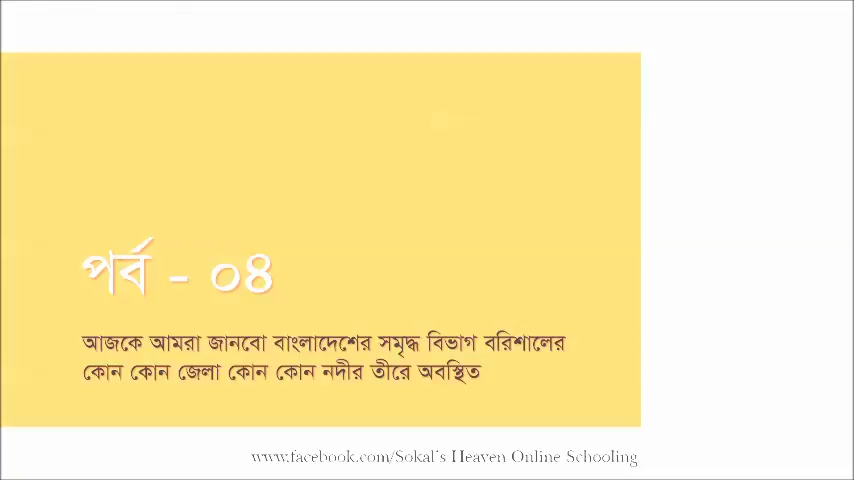 পর্ব - ০৪
আজকে আমরা জানবো বাংলাদেশের সমৃদ্ধ বিভাগ বরিশালের
কোন কোন জেলা কোন কোন নদীর তীরে অবস্থিত
www.facebook.com/Sokal's Heaven Online Schooling